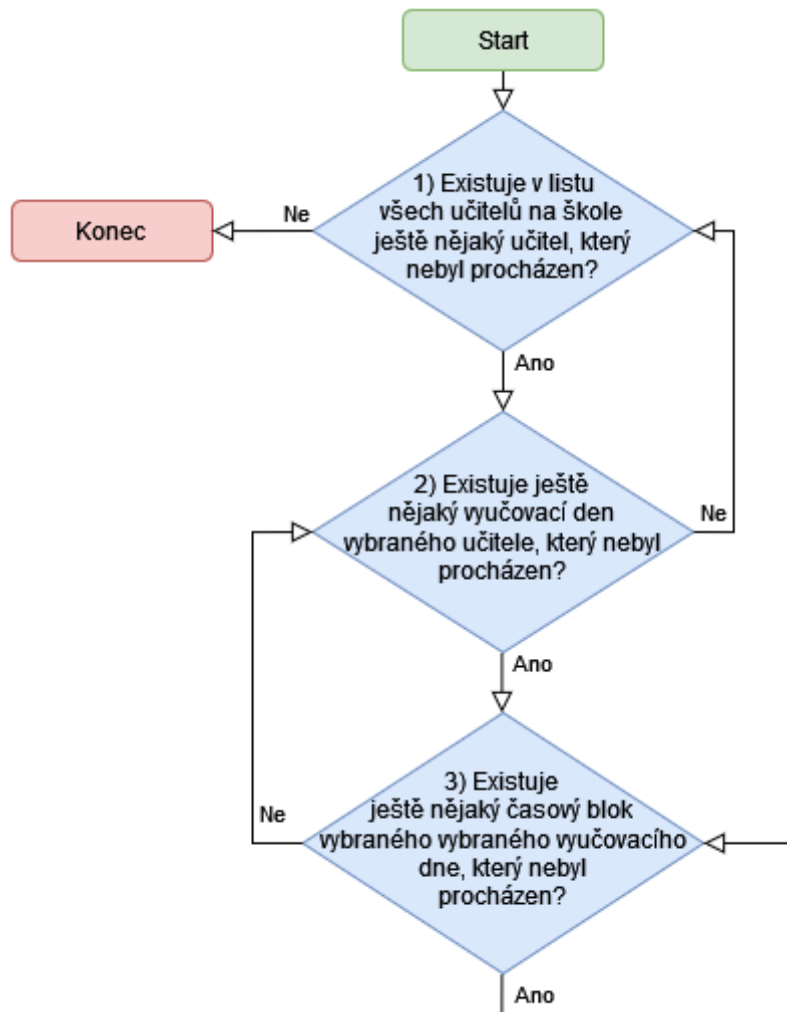 Start
1) Existuje v listu
všech učitelů na škole
ještě nějaký učitel, který
nebyl procházen?
Ne
Konec
Ano
2) Existuje ještě
nějaký vyučovací den
vybraného učitele, který nebyl
procházen?
Ne
Ano
3) Existuje
ještě nějaký časový blok
vybraného vybraného vyučovacího
dne, který nebyl
procházen?
Ne
Ano